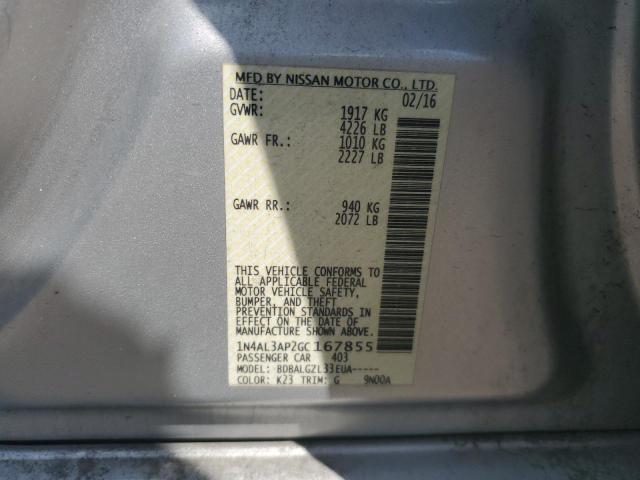 MFD BY NISSAN MOTOR CO., LTD.
DATE: 02/16
GVWR: 1917 KG
4226 LB
GAWR FR.: 1010 KG
2227 LB
GAWR RR.: 940 KG
2072 LB
THIS VEHICLE CONFORMS TO
ALL APPLICABLE FEDERAL
MOTOR VEHICLE SAFETY,
BUMPER, AND THEFT
PREVENTION STANDARDS IN
EFFECT ON THE DATE OF
MANUFACTURE SHOWN ABOVE.
1N4AL3AP2GC167855
PASSENGER CAR 403
MODEL: BDBALGZL33EUA-----
COLOR: K23 TRIM: G 9N00A